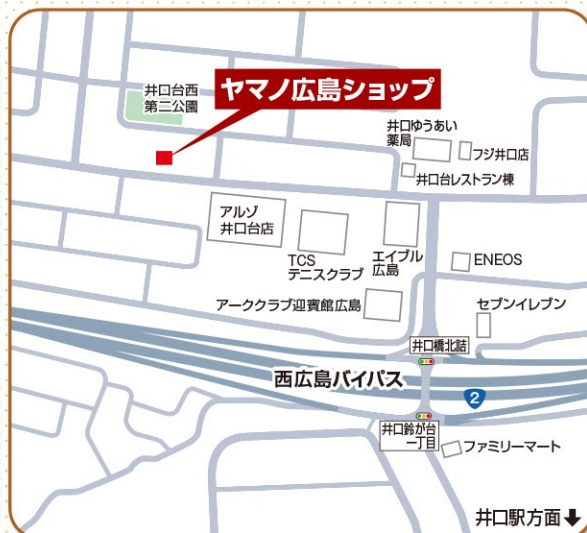 井口台西
第二公園
ヤマノ広島ショップ
井口ゆうあい
薬局
フジ井口店
井口台レストラン棟
アルゾ
井口台店
TCS
テニスクラブ
エイブル
広島
ENEOS
アーククラブ迎賓館広島
セブンイレブン
井口橋北詰
西広島バイパス
2
井口鈴が台
一丁目
ファミリーマート
井口駅方面